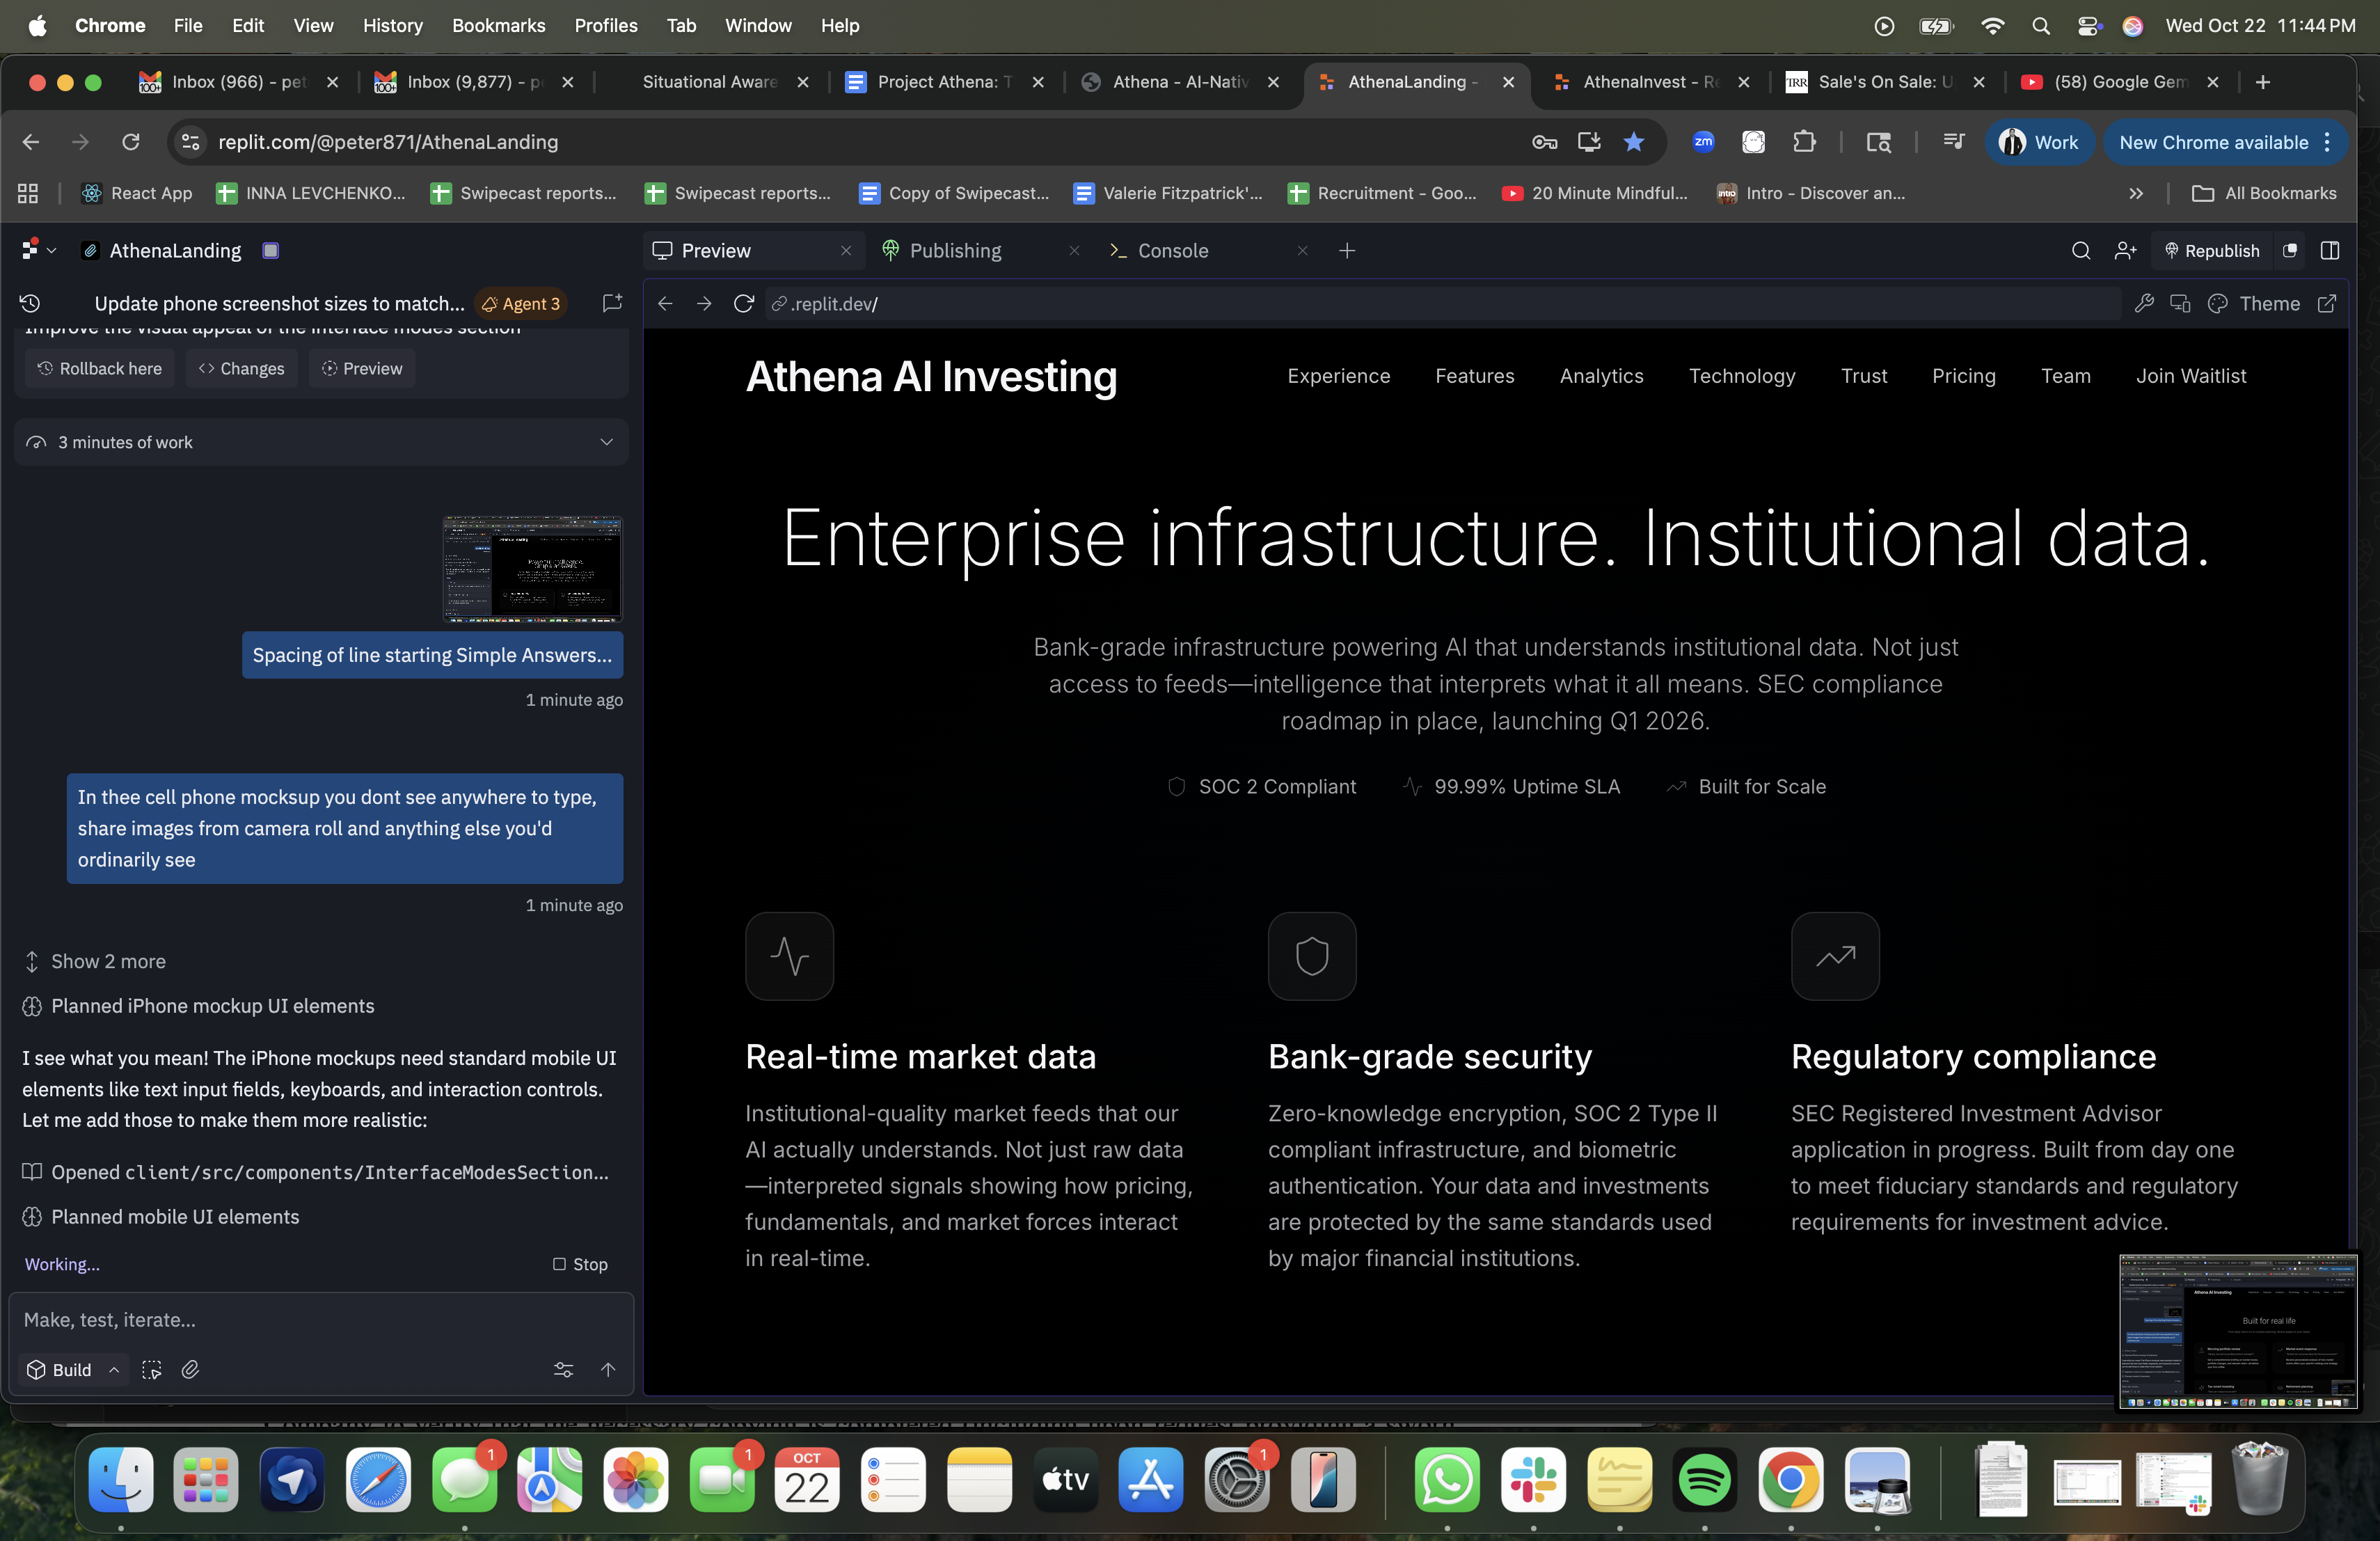 Chrome File Edit View History Bookmarks Profiles Tab Window Help Wed Oct 22 11:44 PM
Inbox (966) - pet Inbox (9,877) - p Situational Aware Project Athena: T Athena - AI-Nativ AthenaLanding - AthenaInvest - Re TRR Sale's On Sale: U (58) Google Gem
replit.com/@peter871/AthenaLanding zm Work New Chrome available
React App INNA LEVCHENKO... Swipecast reports... Swipecast reports... Copy of Swipecast... Valerie Fitzpatrick'... Recruitment - Goo... 20 Minute Mindful... intro Intro - Discover an... All Bookmarks
AthenaLanding
Preview Publishing Console Republish
Update phone screenshot sizes to match... Agent 3
.replit.dev/ Theme
Improve the visual appeal of the interface modes section
Rollback here Changes Preview
3 minutes of work
Spacing of line starting Simple Answers...
1 minute ago
In thee cell phone mocksup you dont see anywhere to type,
share images from camera roll and anything else you'd
ordinarily see
1 minute ago
Show 2 more
Planned iPhone mockup UI elements
I see what you mean! The iPhone mockups need standard mobile UI
elements like text input fields, keyboards, and interaction controls.
Let me add those to make them more realistic:
Opened client/src/components/InterfaceModesSection...
Planned mobile UI elements
Working... Stop
Make, test, iterate...
Build
Athena AI Investing
Experience Features Analytics Technology Trust Pricing Team Join Waitlist
Enterprise infrastructure. Institutional data.
Bank-grade infrastructure powering AI that understands institutional data. Not just
access to feeds—intelligence that interprets what it all means. SEC compliance
roadmap in place, launching Q1 2026.
SOC 2 Compliant 99.99% Uptime SLA Built for Scale
Real-time market data
Institutional-quality market feeds that our
AI actually understands. Not just raw data
—interpreted signals showing how pricing,
fundamentals, and market forces interact
in real-time.
Bank-grade security
Zero-knowledge encryption, SOC 2 Type II
compliant infrastructure, and biometric
authentication. Your data and investments
are protected by the same standards used
by major financial institutions.
Regulatory compliance
SEC Registered Investment Advisor
application in progress. Built from day one
to meet fiduciary standards and regulatory
requirements for investment advice.
Athena AI Investing
Built for real life
1 1 OCT 22 tv 1